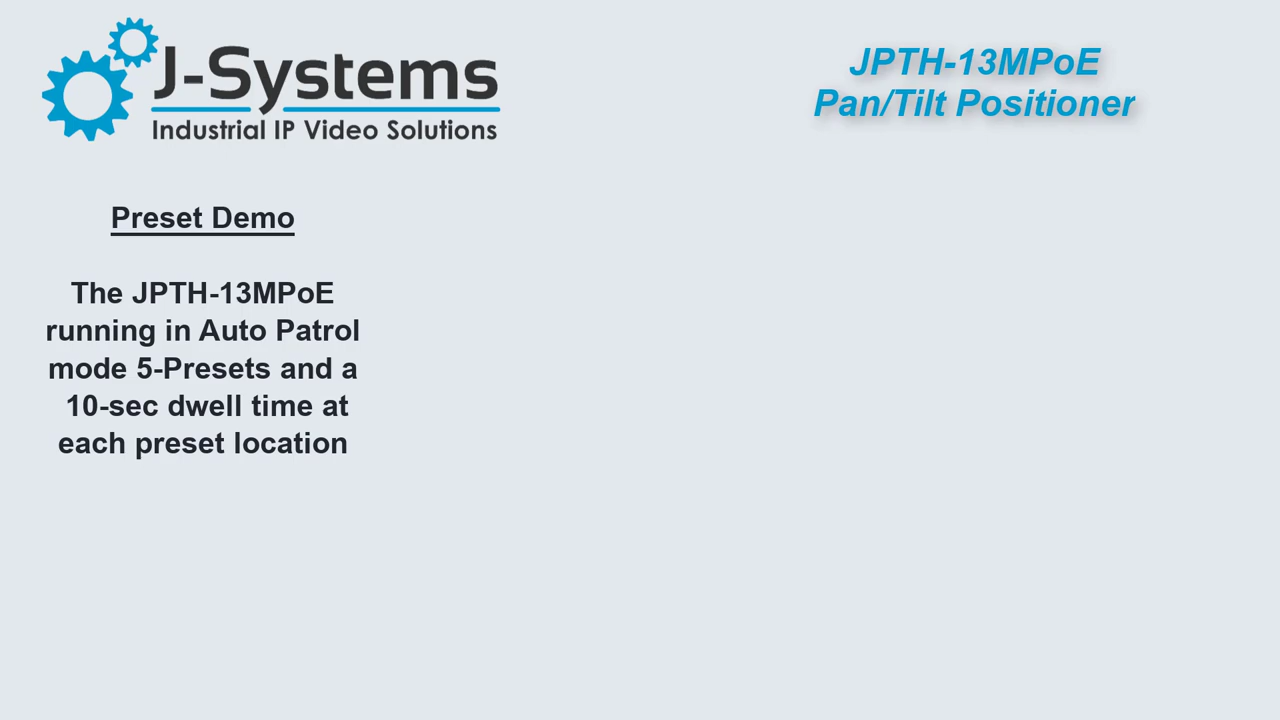 J-Systems
Industrial IP Video Solutions
JPTH-13MPoE
Pan/Tilt Positioner
Preset Demo
The JPTH-13MPoE
running in Auto Patrol
mode 5-Presets and a
10-sec dwell time at
each preset location